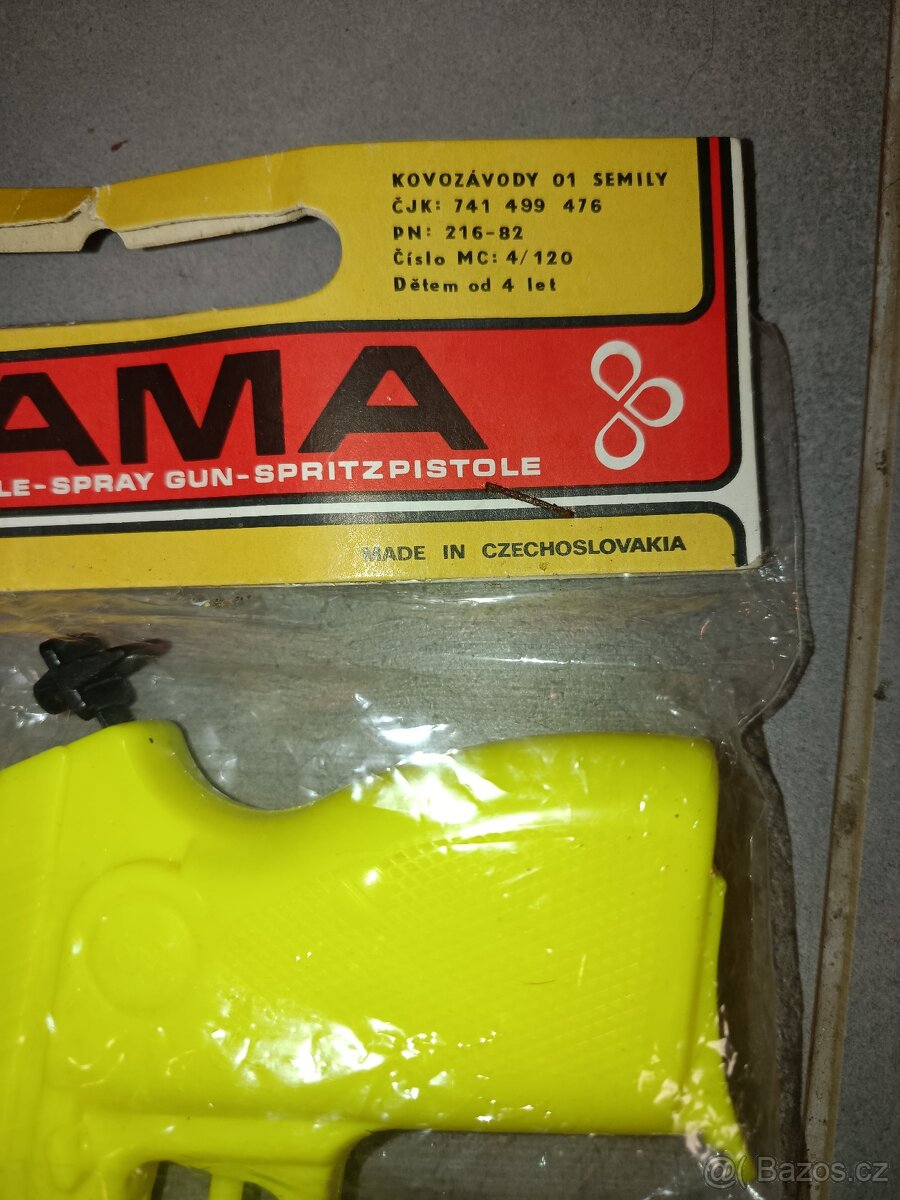 KOVOZÁVODY 01 SEMILY
ČJK: 741 499 476
PN: 216-82
Číslo MC: 4/120
Dětem od 4 let
AMA
LE-SPRAY GUN-SPRITZPISTOLE
MADE IN CZECHOSLOVAKIA
Bazos.cz